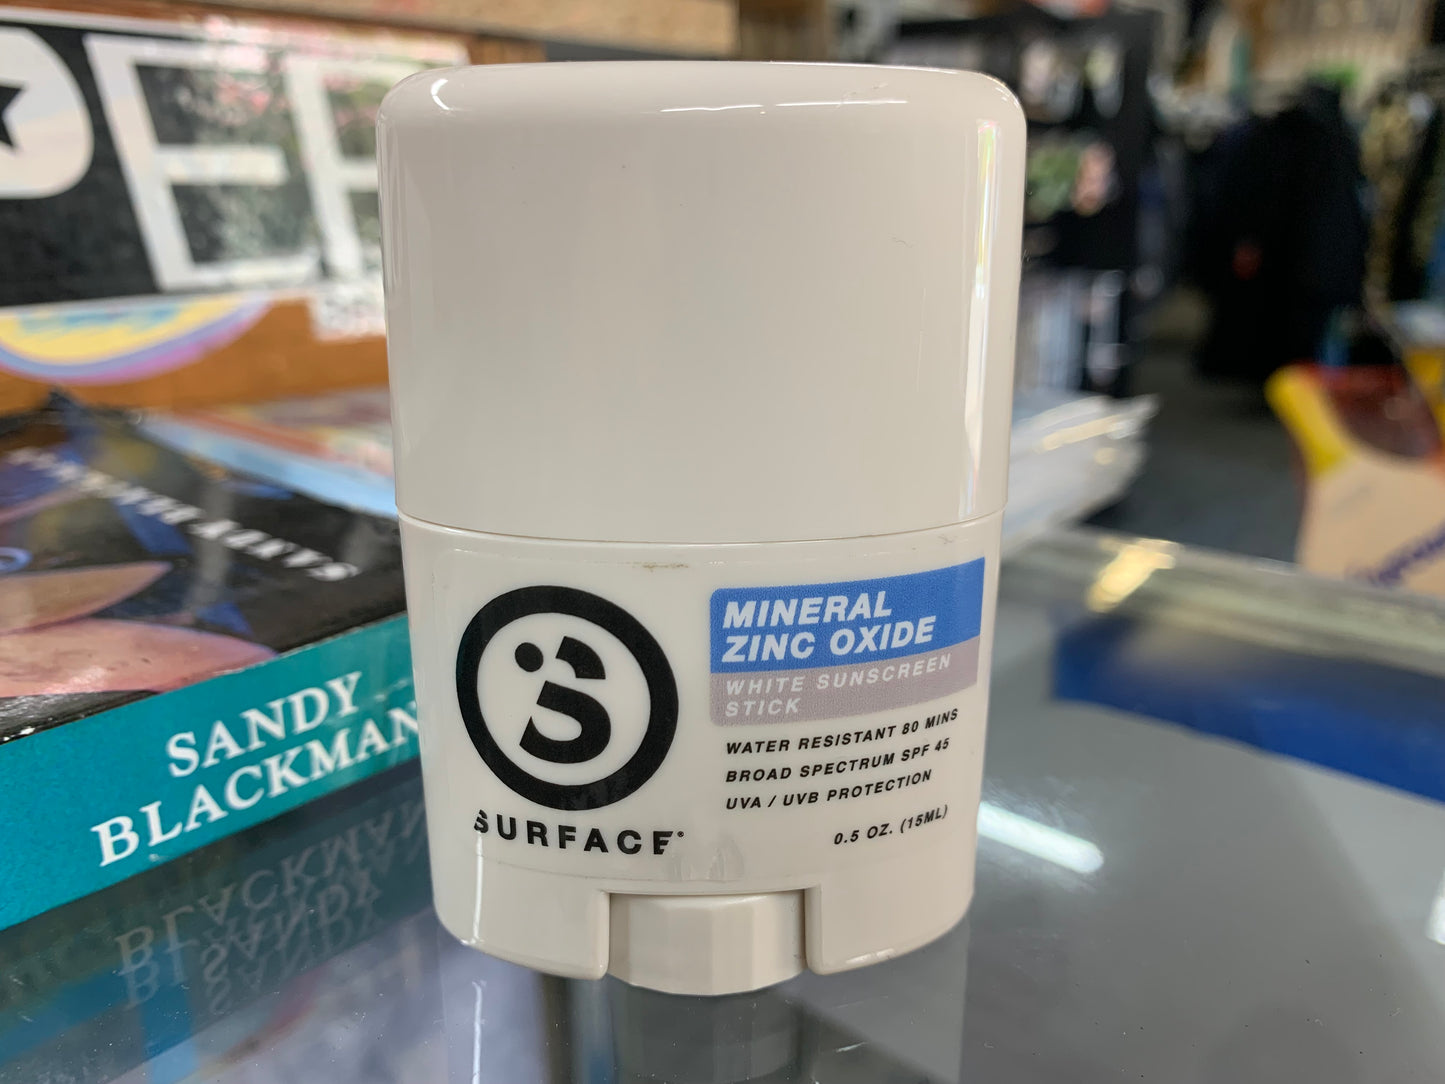 SANDY
BLACKMAN
S
SURFACE
MINERAL
ZINC OXIDE
WHITE SUNSCREEN
STICK
WATER RESISTANT 80 MINS
BROAD SPECTRUM SPF 45
UVA / UVB PROTECTION
0.5 OZ. (15ML)